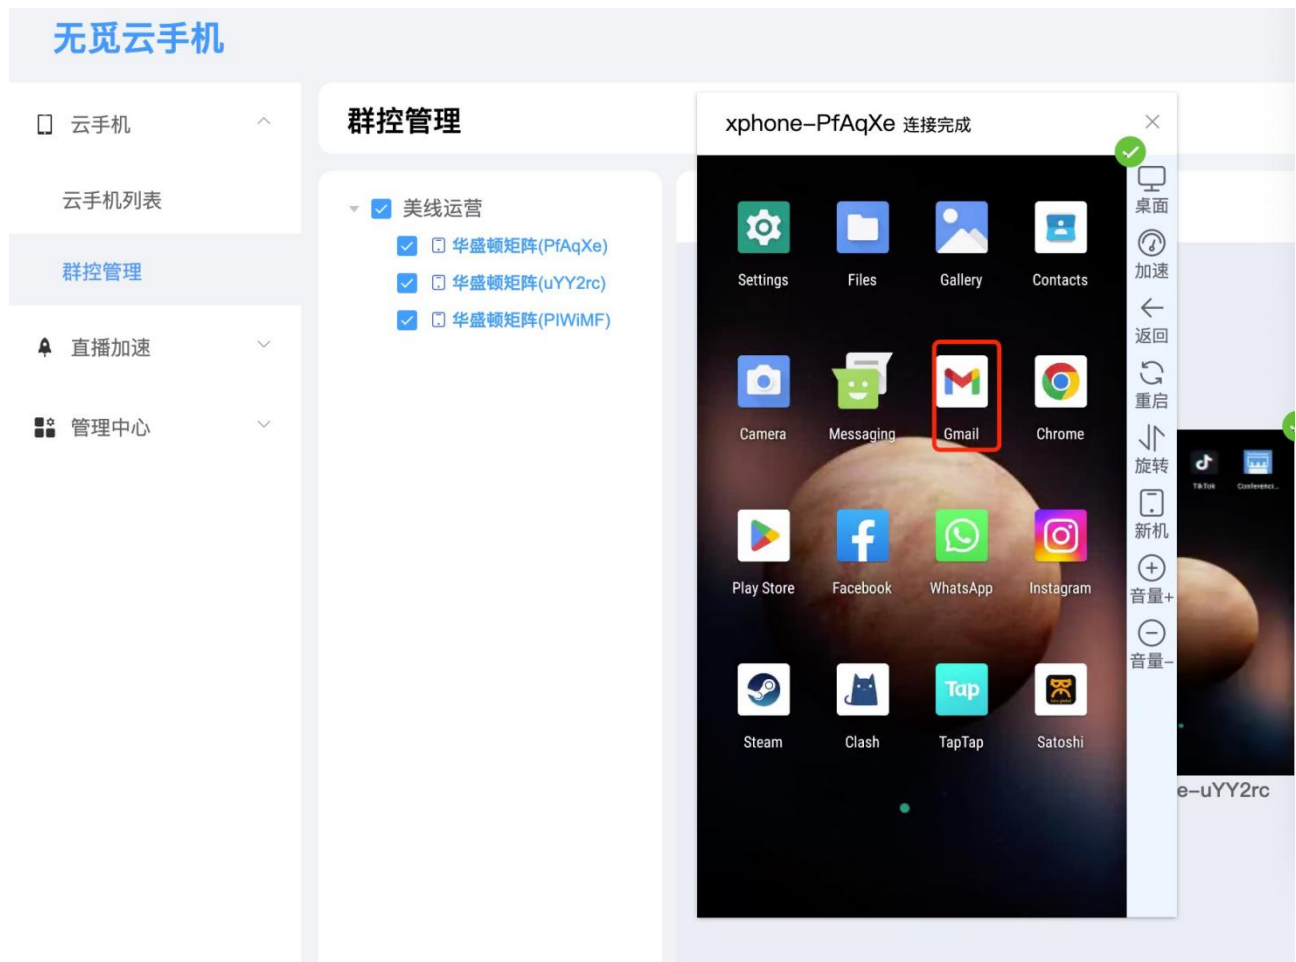 无觅云手机
云手机
云手机列表
群控管理
直播加速
管理中心
群控管理
美线运营
华盛顿矩阵(PfAqXe)
华盛顿矩阵(uYY2rc)
华盛顿矩阵(PIWiMF)
xphone-PfAqXe 连接完成
Settings Files Gallery Contacts
Camera Messaging Gmail Chrome
Play Store Facebook WhatsApp Instagram
Tap
Steam Clash TapTap Satoshi
桌面
加速
返回
重启
旋转
新机
音量+
音量-
TikTok Conferenci...
e-uYY2rc